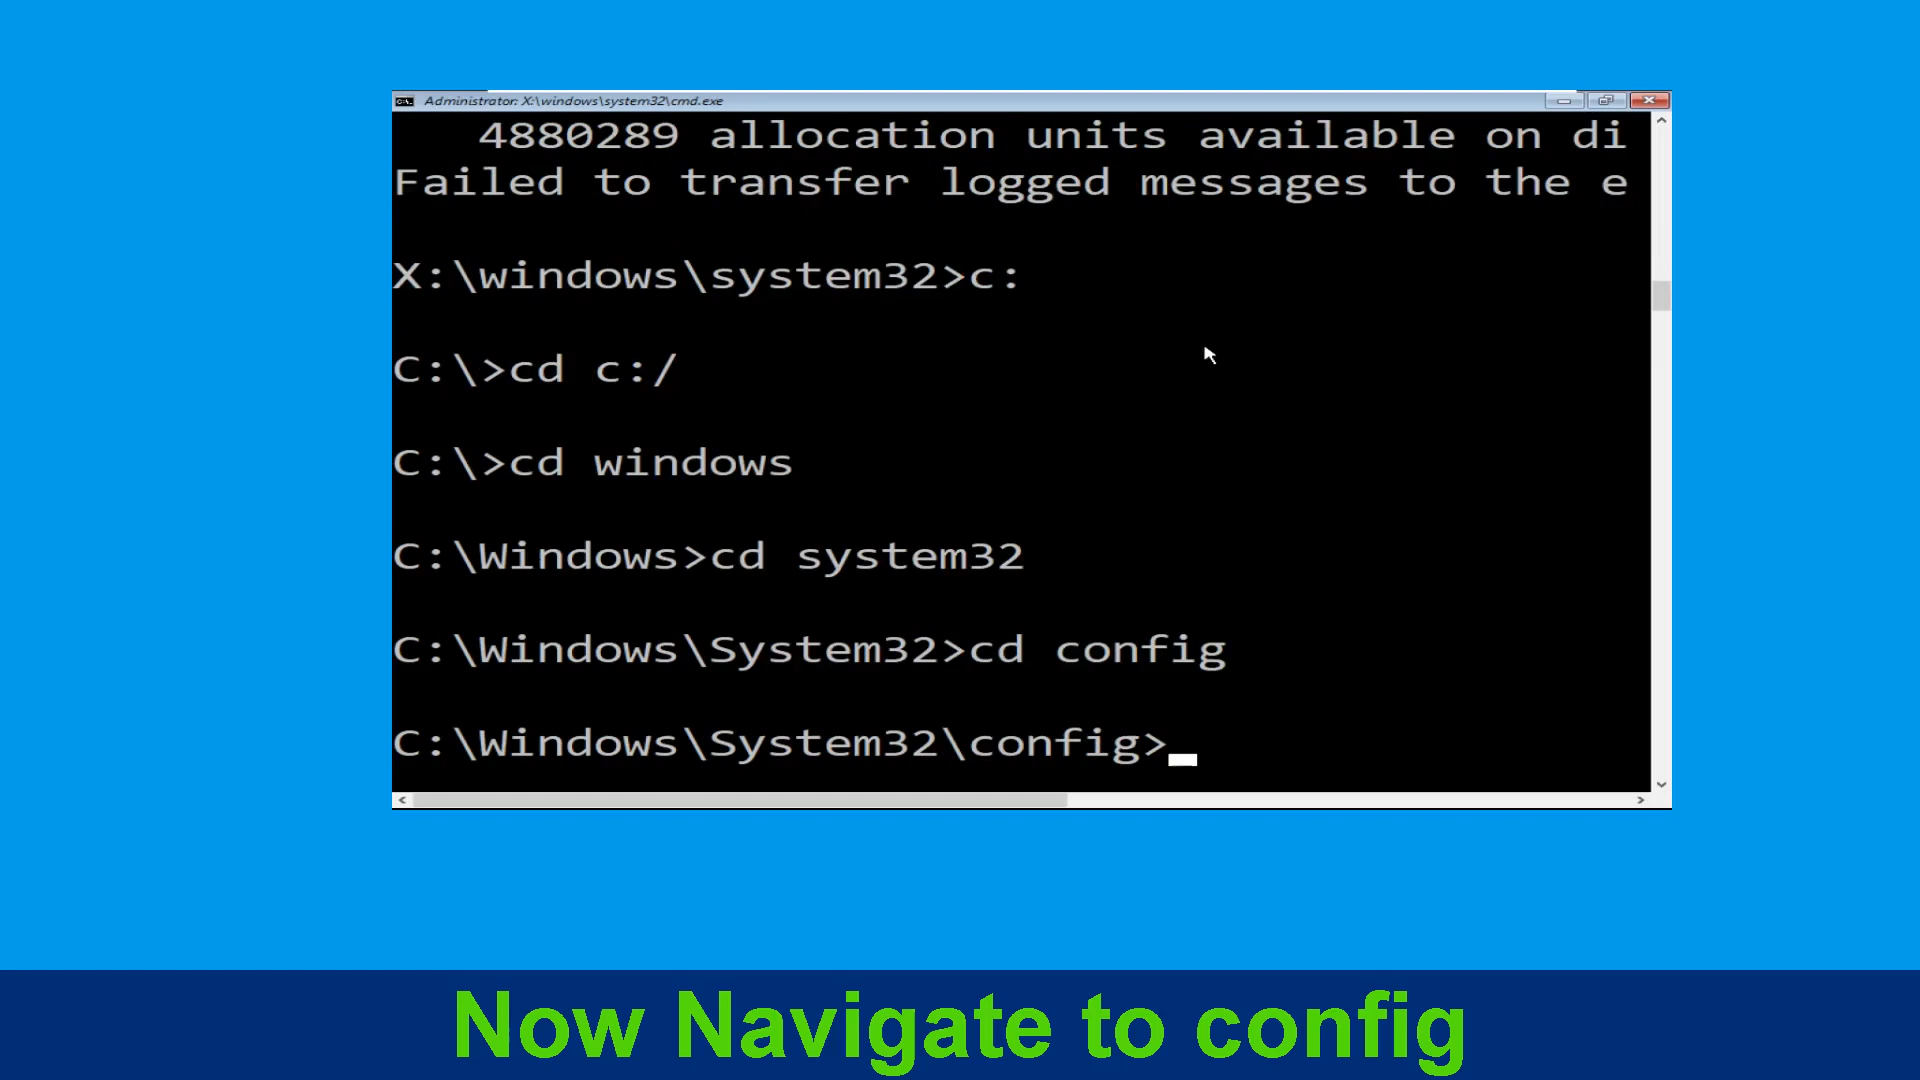 Administrator: X:\windows\system32\cmd.exe
4880289 allocation units available on di
Failed to transfer logged messages to the e
X:\windows\system32>c:
C:\>cd c:/
C:\>cd windows
C:\Windows>cd system32
C:\Windows\System32>cd config
C:\Windows\System32\config>
Now Navigate to config